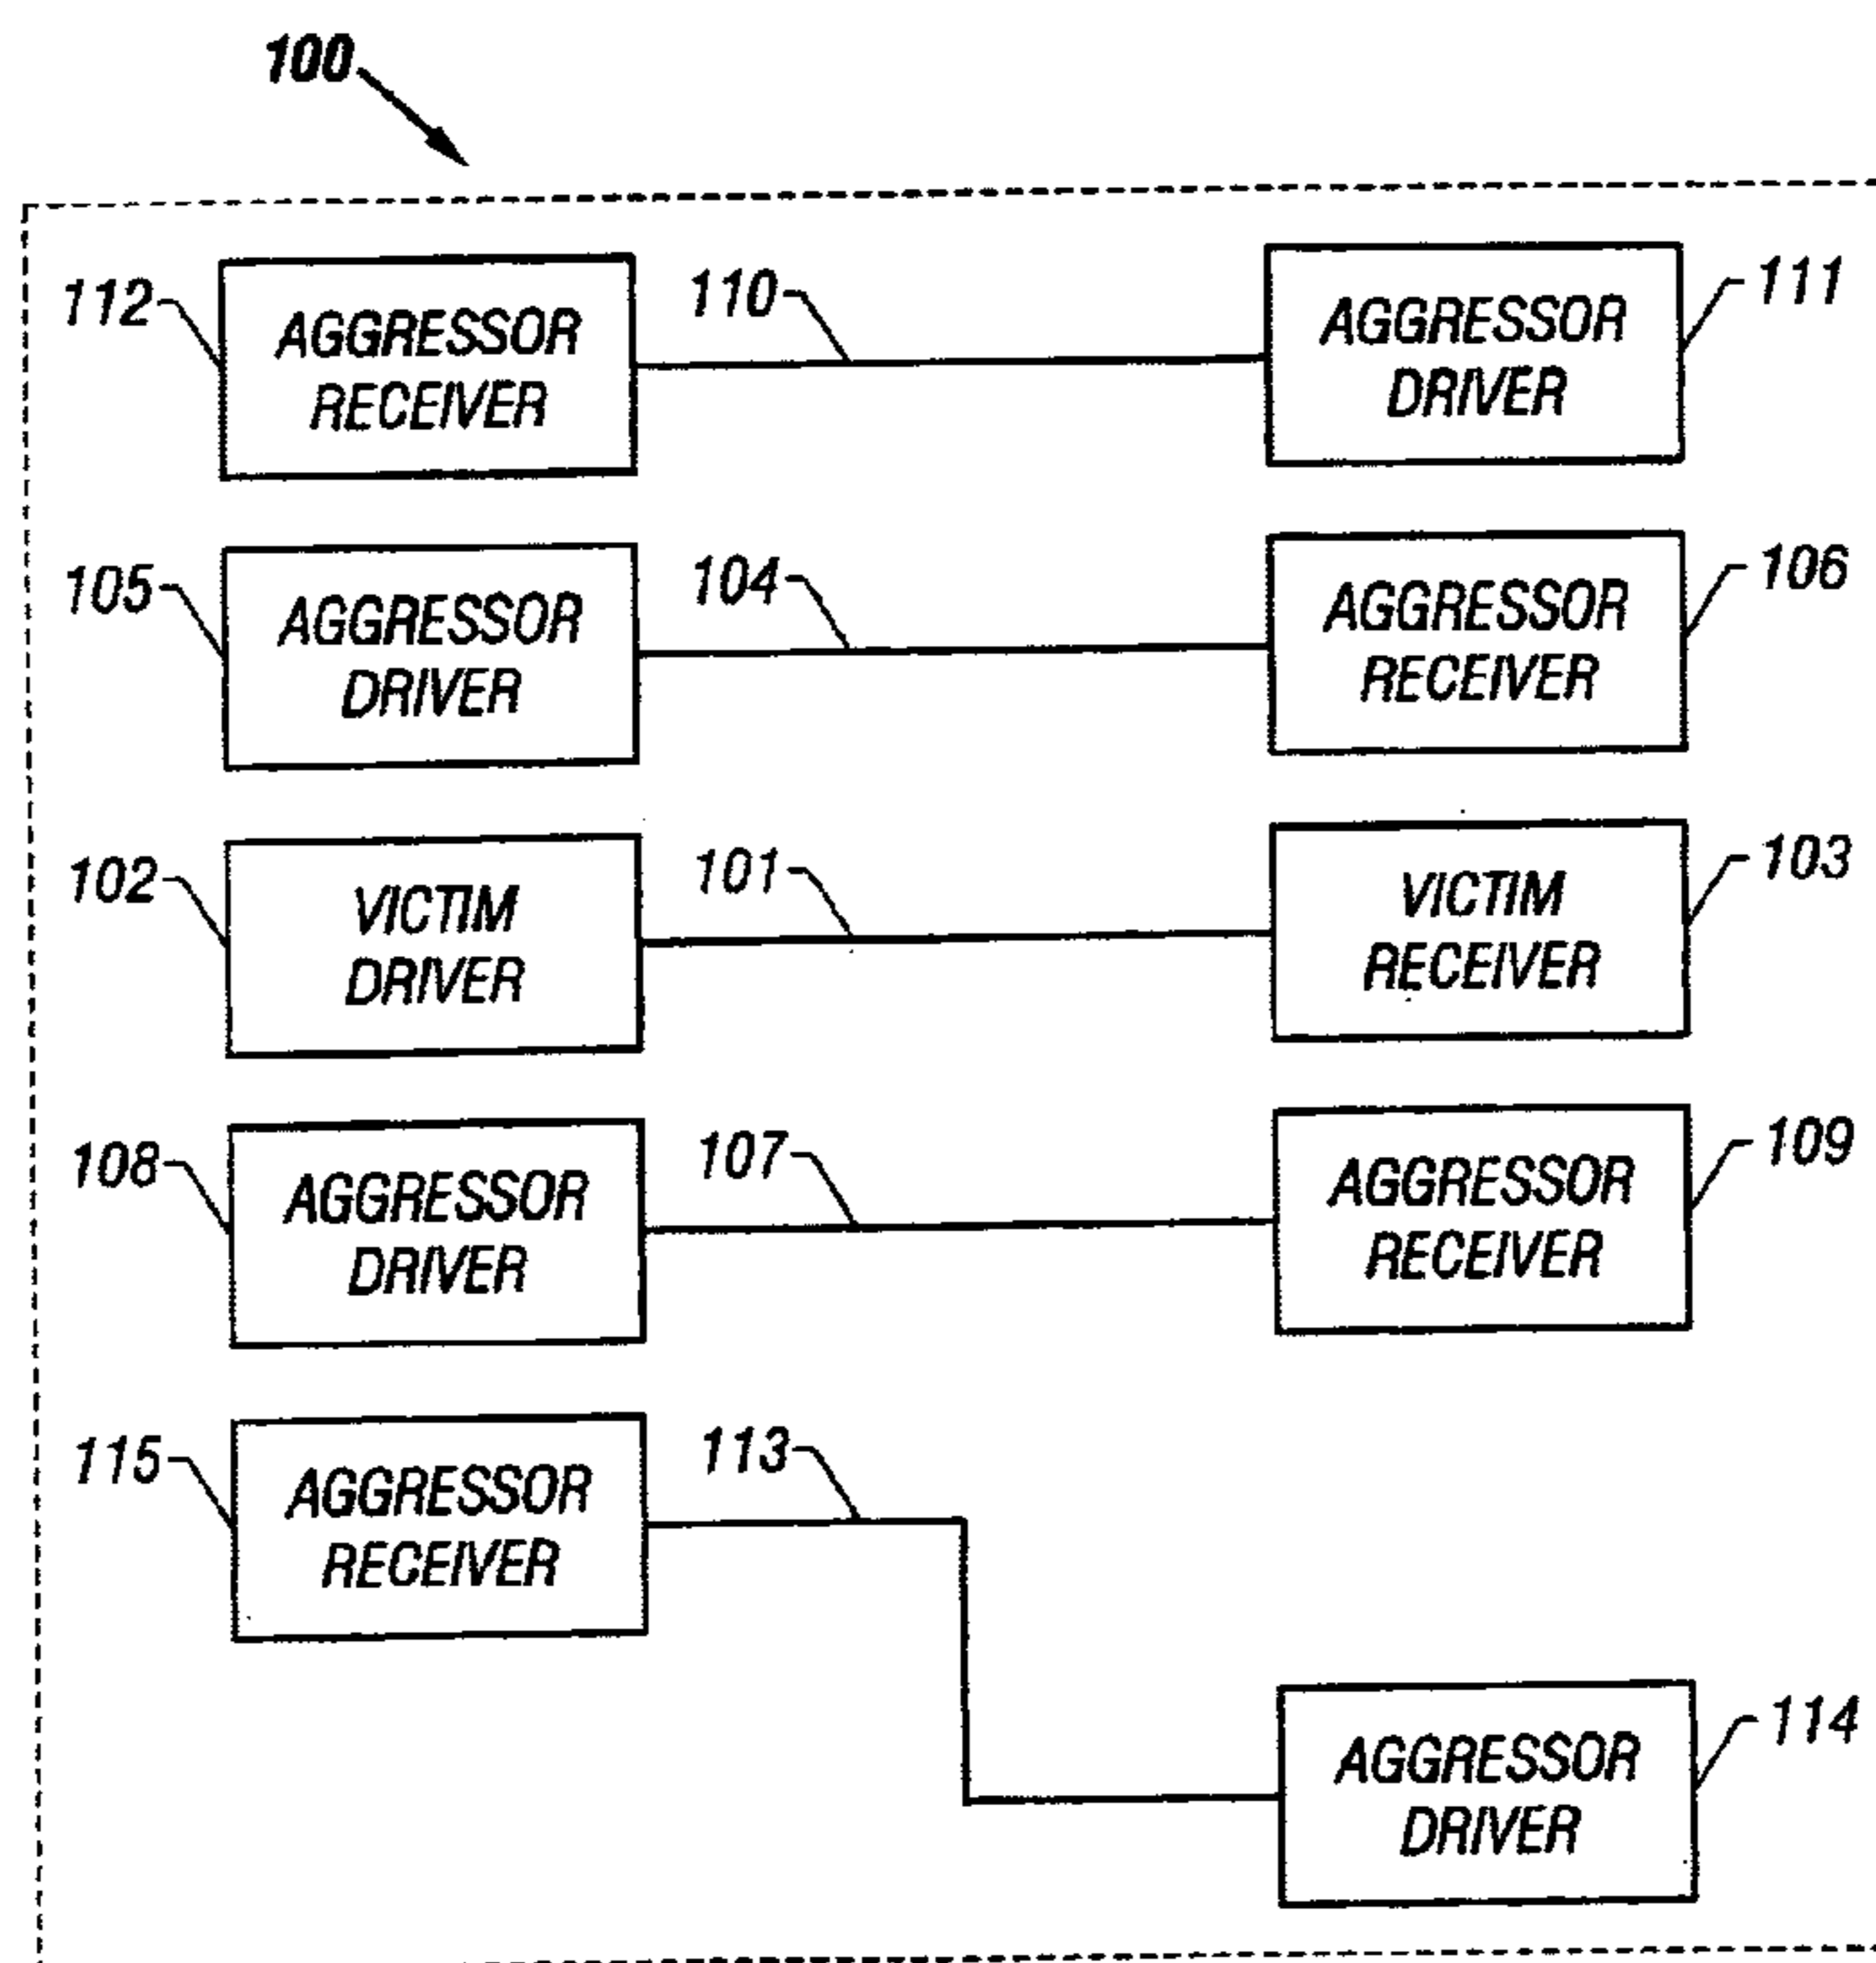 100
112
AGGRESSOR
RECEIVER
110
AGGRESSOR
DRIVER
111
105
AGGRESSOR
DRIVER
104
AGGRESSOR
RECEIVER
106
102
VICTIM
DRIVER
101
VICTIM
RECEIVER
103
108
AGGRESSOR
DRIVER
107
AGGRESSOR
RECEIVER
109
115
AGGRESSOR
RECEIVER
113
AGGRESSOR
DRIVER
114